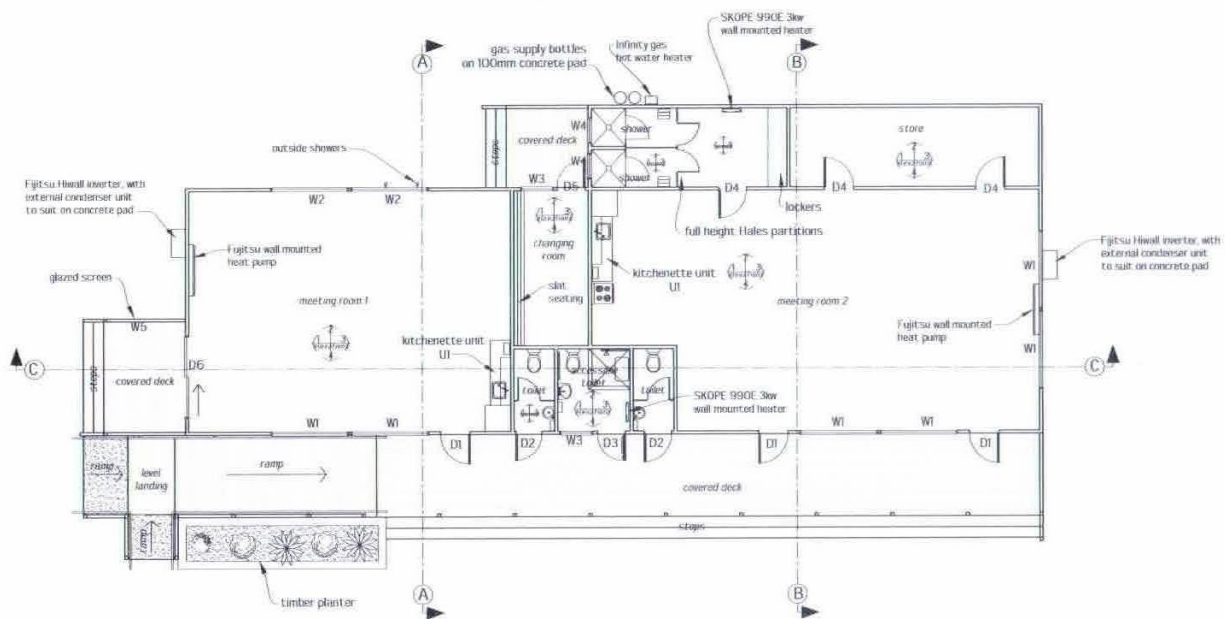 SKOPE 990E 3kw
wall mounted heater
gas supply bottles
on 100mm concrete pad
Infinity gas
hot water heater
A
B
covered deck
steps
W4
W4
shower
shower
store
outside showers
W3
D5
D4
D4
D4
lockers
full height Hales partitions
Fijitsu Hiwall inverter, with
external condenser unit
to suit on concrete pad
W2
W2
Fujitsu wall mounted
heat pump
changing
room
slat
seating
kitchenette unit
U1
meeting room 1
meeting room 2
W1
Fijitsu Hiwall inverter, with
external condenser unit
to suit on concrete pad
Fujitsu wall mounted
heat pump
W1
glazed screen
W5
kitchenette unit
U1
C
steps
covered deck
D6
toilet
accessible
toilet
toilet
SKOPE 990E 3kw
wall mounted heater
C
W1
W1
D1
D2
W3
D3
D2
D1
W1
W1
D1
ramp
level
landing
ramp
covered deck
ramp
steps
timber planter
A
B